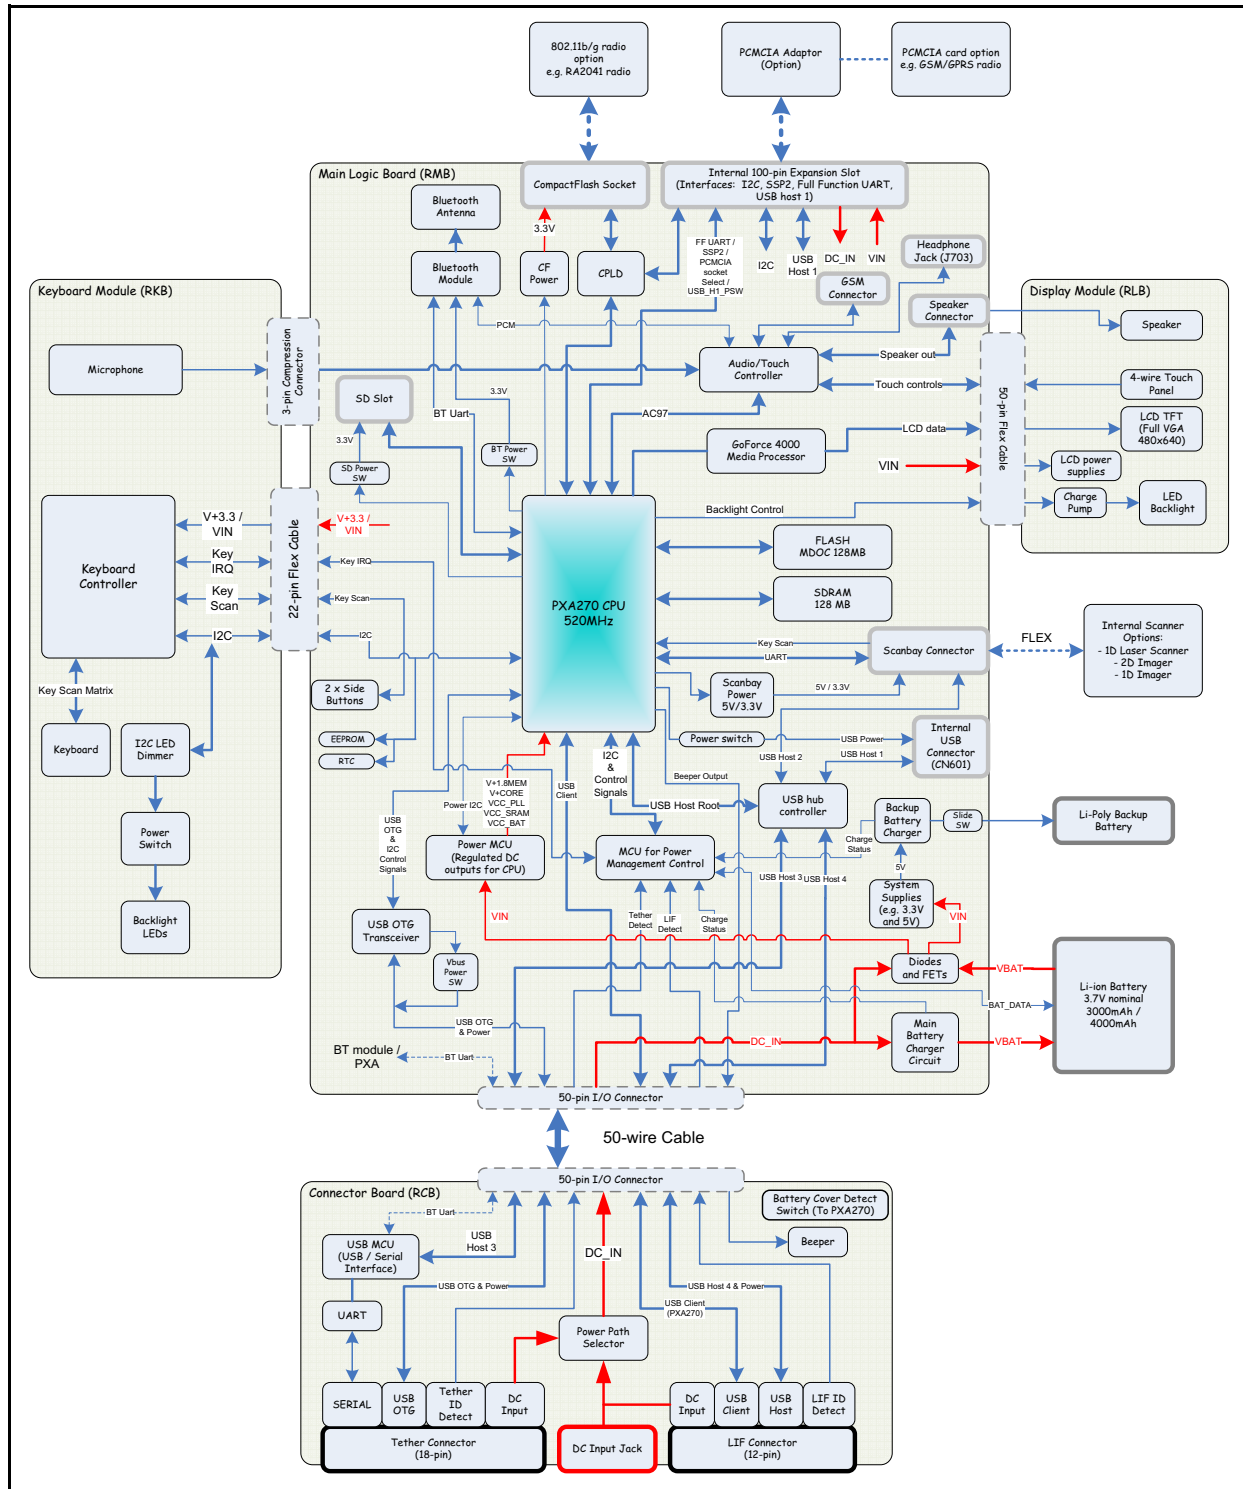 802.11b/g radio
option
e.g. RA2041 radio
PCMCIA Adaptor
(Option)
PCMCIA card option
e.g. GSM/GPRS radio
Main Logic Board (RMB)
CompactFlash Socket
Internal 100-pin Expansion Slot
(Interfaces: I2C, SSP2, Full Function UART,
USB host 1)
Bluetooth
Antenna
3.3V
FF UART /
SSP2 /
PCMCIA
socket
Select /
USB_H1_PSW
I2C
USB
Host 1
DC_IN
VIN
Headphone
Jack (J703)
Bluetooth
Module
CF
Power
CPLD
GSM
Connector
Speaker
Connector
Keyboard Module (RKB)
Display Module (RLB)
Microphone
3-pin Compression
Connector
PCM
Audio/Touch
Controller
Speaker out
Speaker
Touch controls
4-wire Touch
Panel
SD Slot
3.3V
BT Uart
AC97
50-pin Flex Cable
LCD TFT
(Full VGA
480x640)
3.3V
SD Power
SW
BT Power
SW
GoForce 4000
Media Processor
LCD data
VIN
LCD power
supplies
Charge
Pump
LED
Backlight
Backlight Control
Keyboard
Controller
V+3.3 /
VIN
Key
IRQ
Key
Scan
I2C
22-pin Flex Cable
V+3.3 /
VIN
Key IRQ
Key Scan
I2C
PXA270 CPU
520MHz
FLASH
MDOC 128MB
SDRAM
128 MB
Key Scan
UART
Scanbay Connector
FLEX
Internal Scanner
Options:
- 1D Laser Scanner
- 2D Imager
- 1D Imager
Key Scan Matrix
2 x Side
Buttons
Scanbay
Power
5V/3.3V
5V / 3.3V
Keyboard
I2C LED
Dimmer
EEPROM
RTC
Power switch
USB Power
Internal
USB
Connector
(CN601)
I2C
&
Control
Signals
USB Host 2
USB Host 1
Beeper Output
USB
Client
V+1.8MEM
V+CORE
VCC_PLL
VCC_SRAM
VCC_BAT
Power I2C
USB Host Root
USB hub
controller
Backup
Battery
Charger
Slide
SW
Li-Poly Backup
Battery
Power
Switch
USB
OTG
&
I2C
Control
Signals
Power MCU
(Regulated DC
outputs for CPU)
MCU for Power
Management Control
Charge
Status
5V
USB Host 3
USB Host 4
System
Supplies
(e.g. 3.3V
and 5V)
VIN
Backlight
LEDs
USB OTG
Transceiver
VIN
Tether
Detect
LIF
Detect
Charge
Status
Vbus
Power
SW
Diodes
and FETs
VBAT
Li-ion Battery
3.7V nominal
3000mAh /
4000mAh
BAT_DATA
USB OTG
& Power
DC_IN
Main
Battery
Charger
Circuit
VBAT
BT module /
PXA
BT Uart
50-pin I/O Connector
50-wire Cable
50-pin I/O Connector
Connector Board (RCB)
Battery Cover Detect
Switch (To PXA270)
BT Uart
USB MCU
(USB / Serial
Interface)
USB
Host 3
DC_IN
Beeper
USB OTG & Power
USB Host 4 & Power
USB Client
(PXA270)
UART
Power Path
Selector
SERIAL
USB
OTG
Tether
ID
Detect
DC
Input
DC
Input
USB
Client
USB
Host
LIF ID
Detect
Tether Connector
(18-pin)
DC Input Jack
LIF Connector
(12-pin)